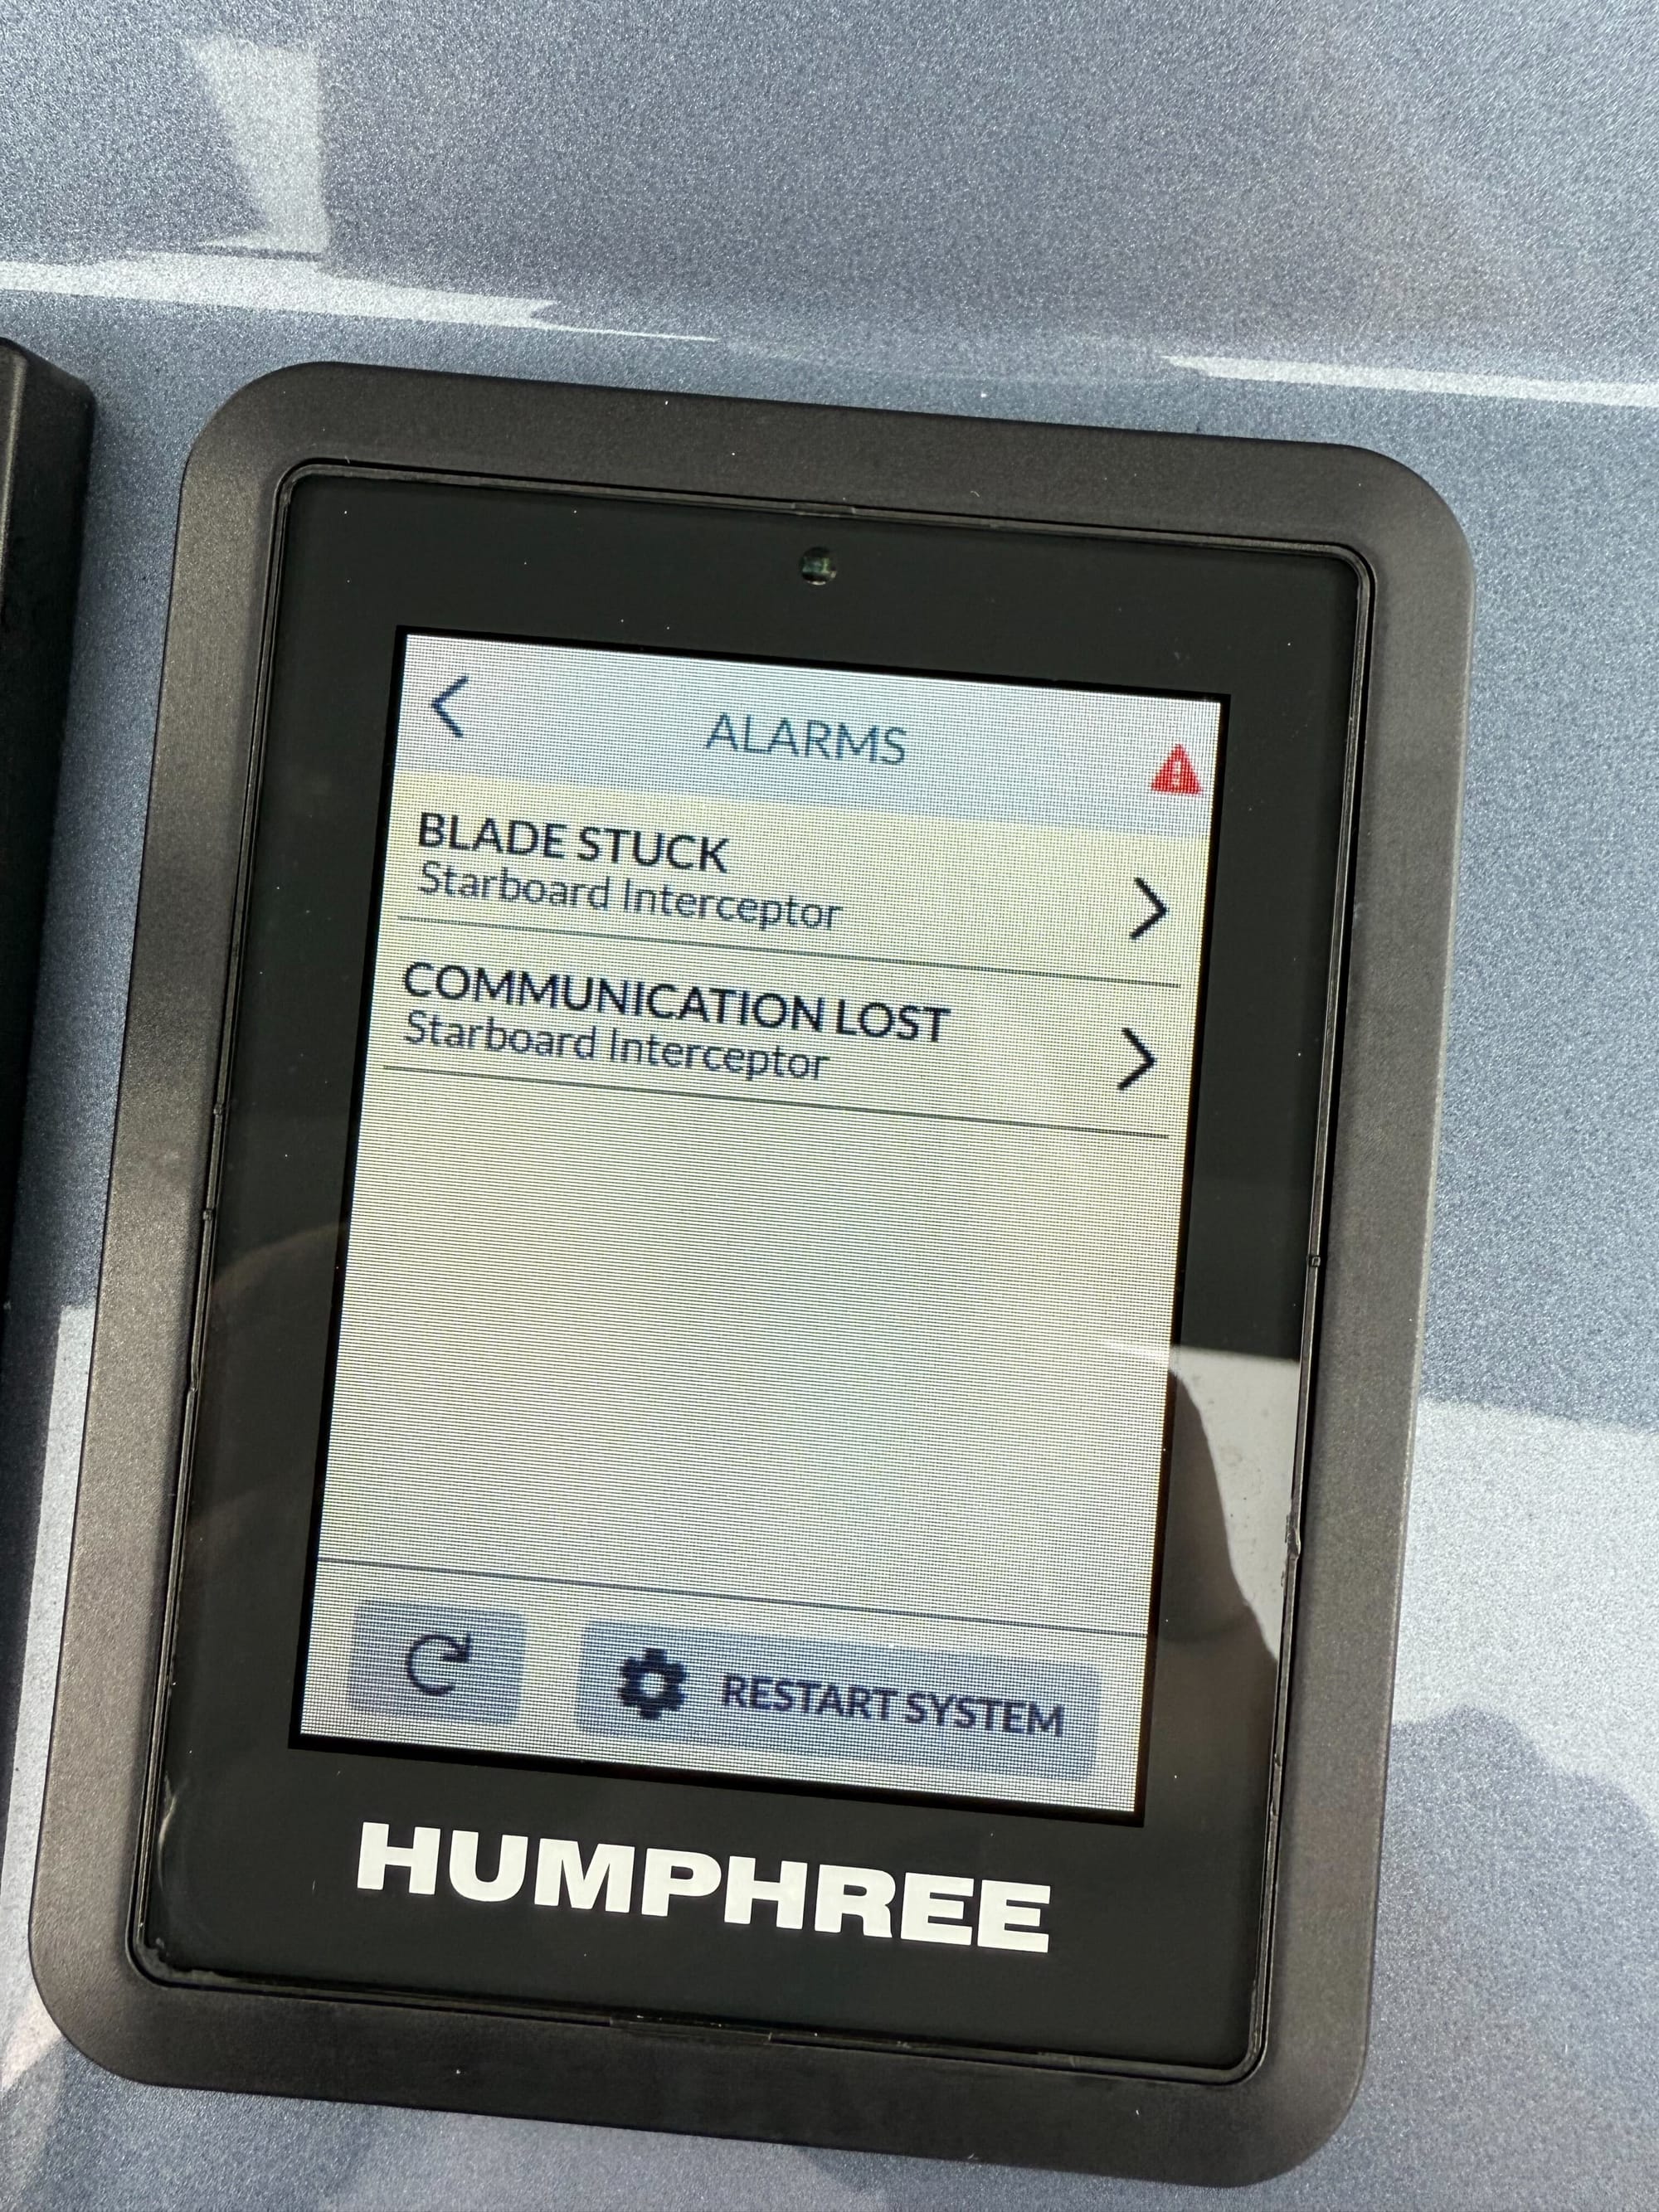 ALARMS
BLADE STUCK
Starboard Interceptor
COMMUNICATION LOST
Starboard Interceptor
RESTART SYSTEM
HUMPHREE